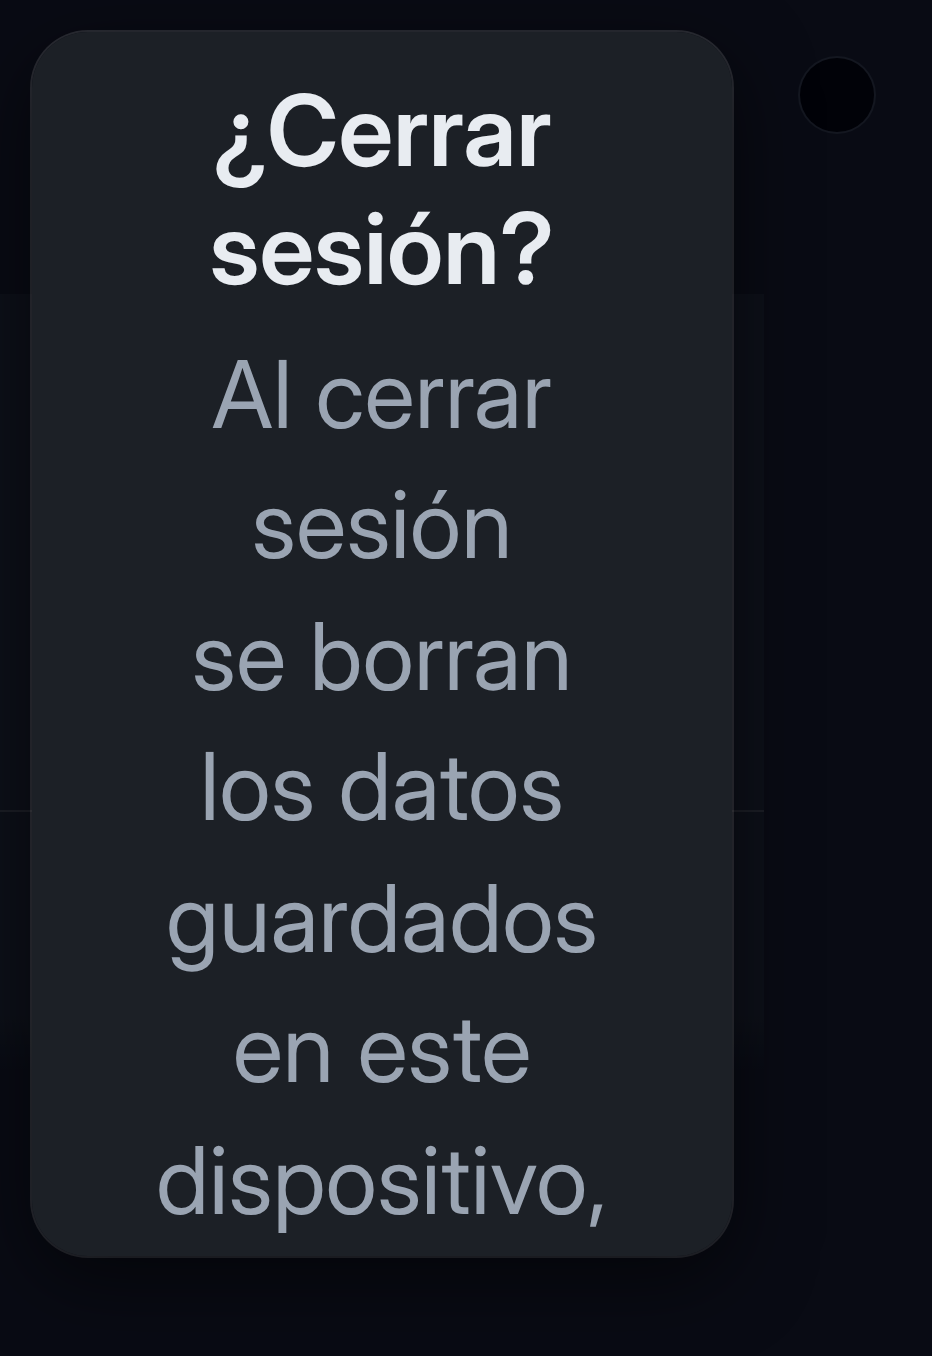 ¿Cerrar
sesión?
Al cerrar
sesión
se borran
los datos
guardados
en este
dispositivo,